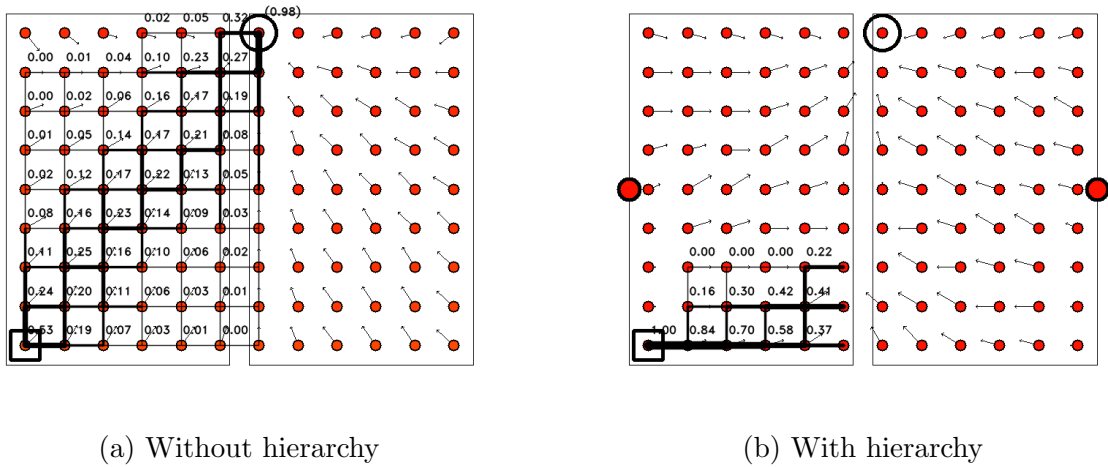 0.02 0.05 0.32 (0.98)
0.00 0.01 0.04 0.10 0.23 0.27
0.00 0.02 0.06 0.16 0.17 0.19
0.01 0.05 0.14 0.17 0.21 0.08
0.02 0.12 0.17 0.22 0.13 0.05
0.08 0.16 0.23 0.14 0.09 0.03
0.11 0.25 0.16 0.10 0.06 0.02
0.24 0.20 0.11 0.06 0.03 0.01
0.53 0.19 0.07 0.03 0.01 0.00
0.00 0.00 0.00 0.22
0.16 0.30 0.42 0.41
1.00 0.84 0.70 0.58 0.37
(a) Without hierarchy
(b) With hierarchy